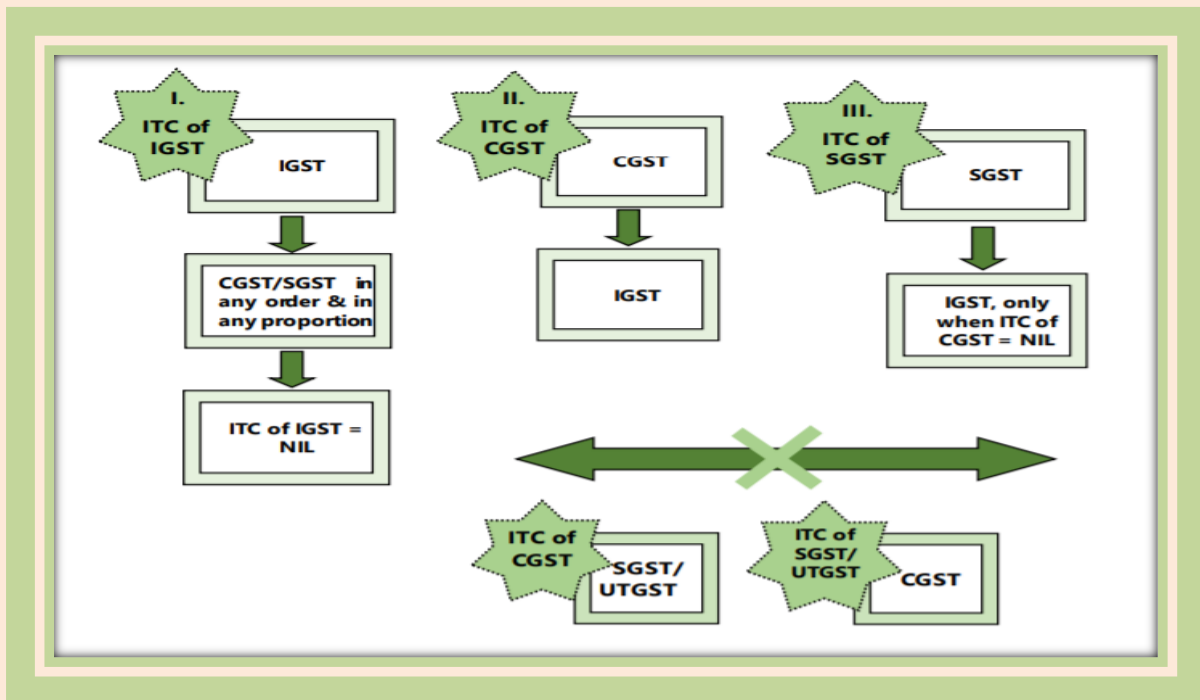 I.
ITC of
IGST
IGST
CGST/SGST in
any order & in
any proportion
ITC of IGST =
NIL
II.
ITC of
CGST
CGST
IGST
III.
ITC of
SGST
SGST
IGST, only
when ITC of
CGST = NIL
ITC of
CGST
SGST/
UTGST
ITC of
SGST/
UTGST
CGST